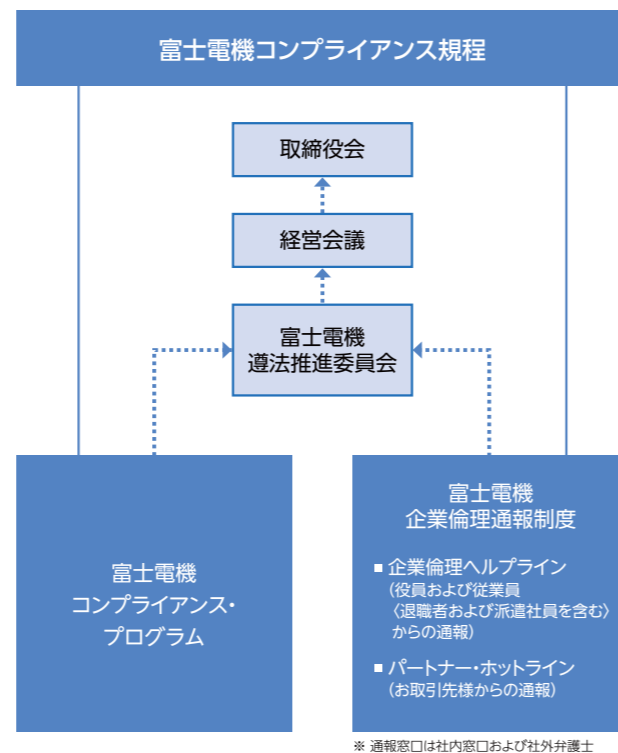 富士電機コンプライアンス規程
取締役会
経営会議
富士電機
遵法推進委員会
富士電機
コンプライアンス・
プログラム
富士電機
企業倫理通報制度
■ 企業倫理ヘルプライン
(役員および従業員
〈退職者および派遣社員を含む〉
からの通報)
■ パートナー・ホットライン
(お取引先様からの通報)
※ 通報窓口は社内窓口および社外弁護士